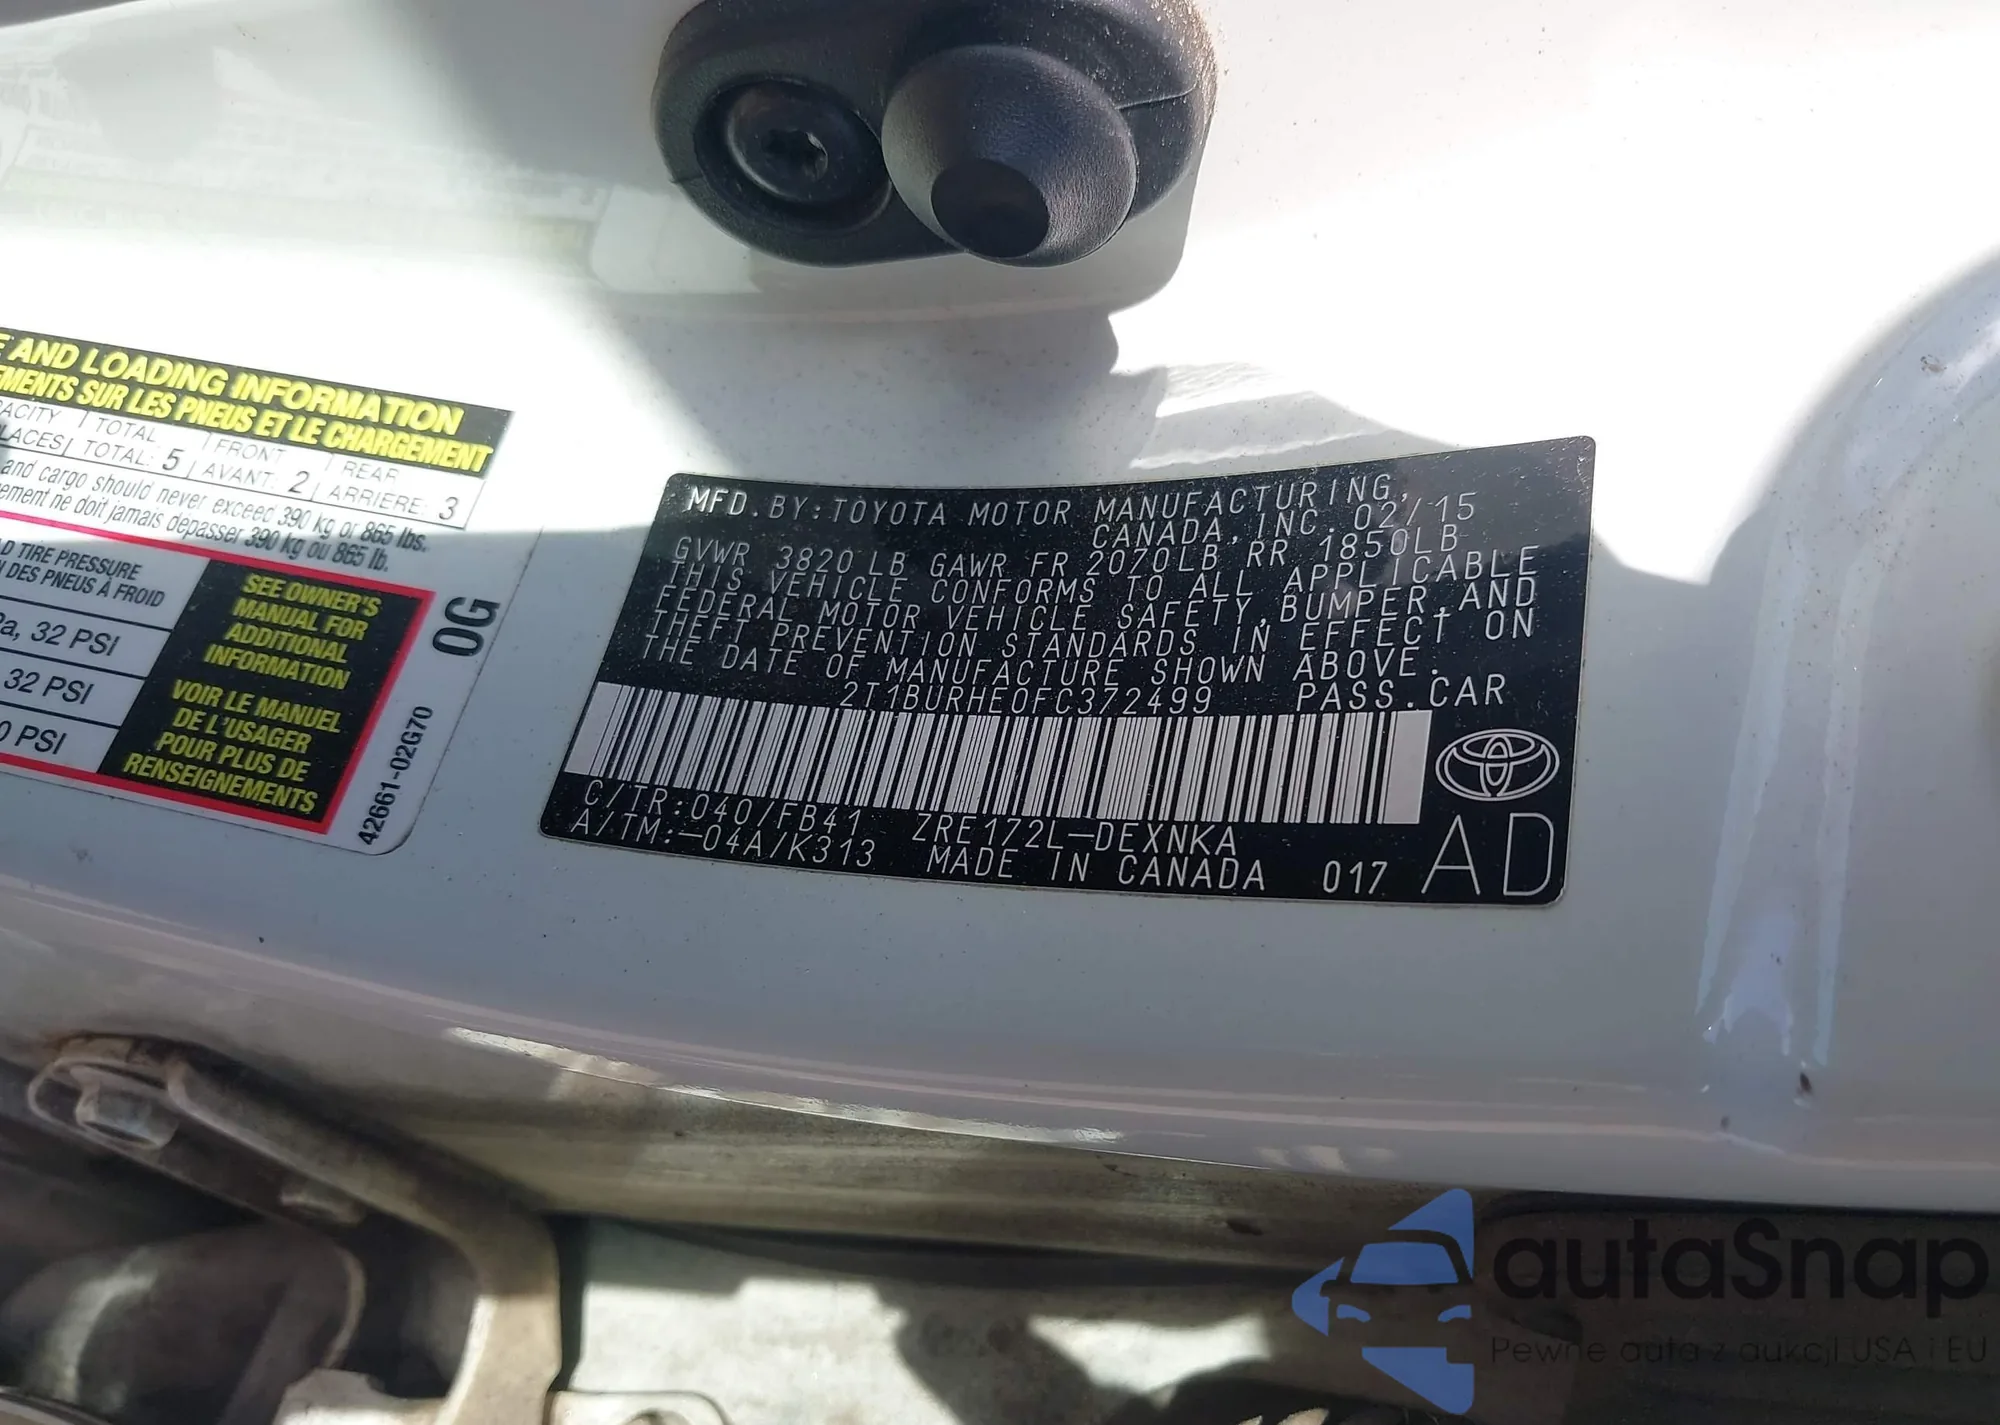 E AND LOADING INFORMATION
EMENTS SUR LES PNEUS ET LE CHARGEMENT
ACITY TOTAL FRONT REAR
LACES TOTAL: 5 AVANT: 2 ARRIERE: 3
and cargo should never exceed 390 kg or 865 lbs.
ement ne doit jamais dépasser 390 kg ou 865 lb.
D TIRE PRESSURE
N DES PNEUS À FROID
Pa, 32 PSI
32 PSI
0 PSI
SEE OWNER'S
MANUAL FOR
ADDITIONAL
INFORMATION
VOIR LE MANUEL
DE L'USAGER
POUR PLUS DE
RENSEIGNEMENTS
0G
42661-02G70
MFD. BY: TOYOTA MOTOR MANUFACTURING,
CANADA, INC. 02/15
GVWR 3820 LB GAWR FR 2070LB RR 1850LB
THIS VEHICLE CONFORMS TO ALL APPLICABLE
FEDERAL MOTOR VEHICLE SAFETY, BUMPER, AND
THEFT PREVENTION STANDARDS IN EFFECT ON
THE DATE OF MANUFACTURE SHOWN ABOVE.
2T1BURHE0FC372499 PASS. CAR
C/TR: 040/FB41 ZRE172L-DEXNKA
A/TM: -04A/K313 MADE IN CANADA 017 AD
autaSnap
Pewne auta z aukcji USA i EU